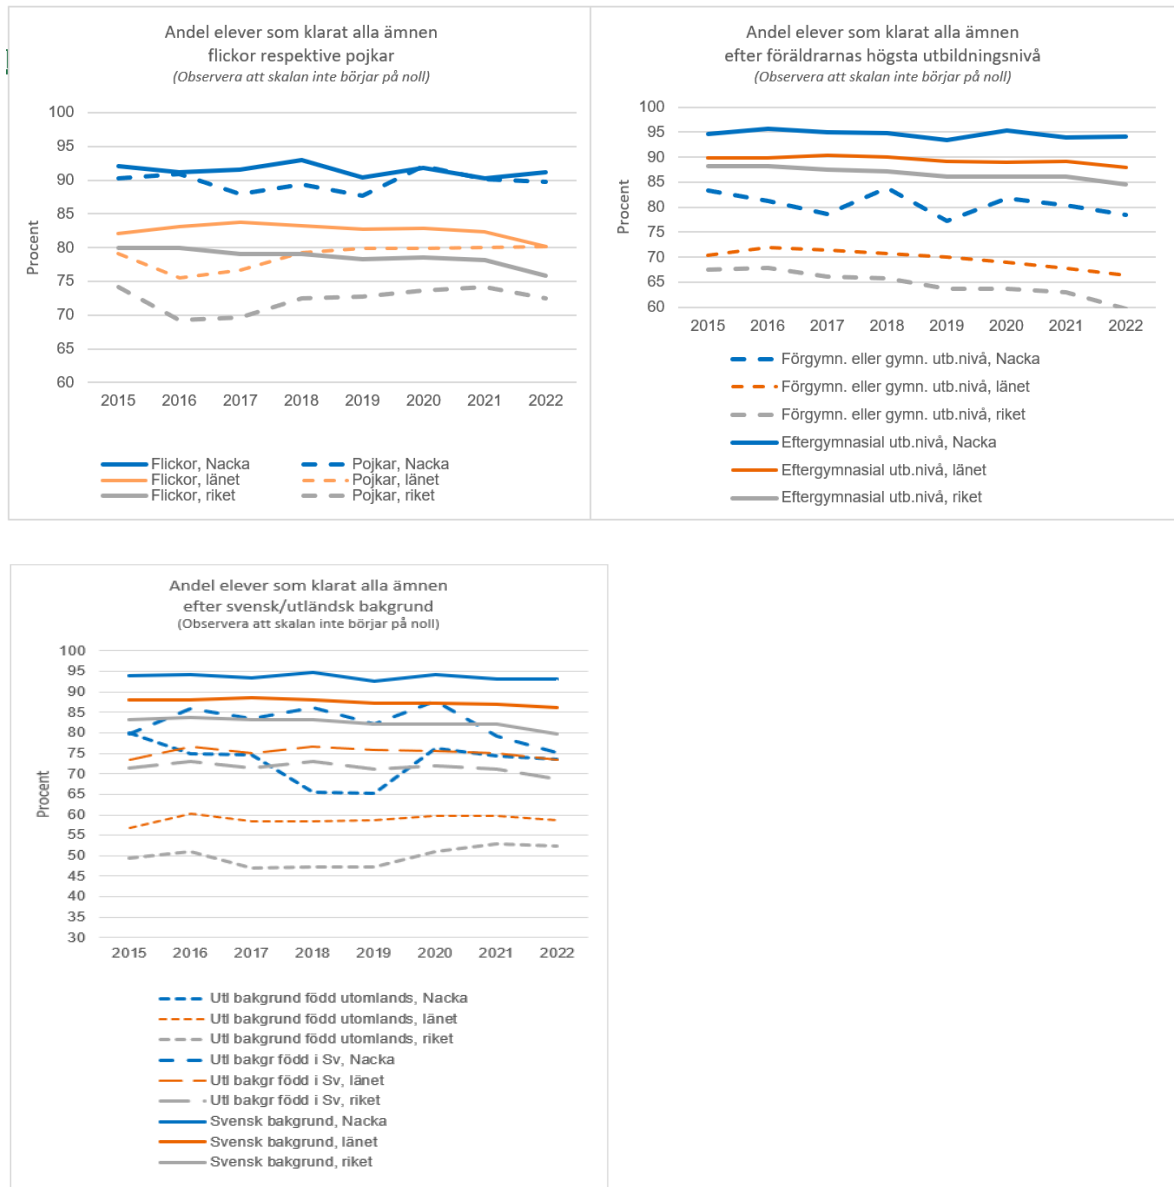 Andel elever som klarat alla ämnen
flickor respektive pojkar
(Observera att skalan inte börjar på noll)
Procent
100
95
90
85
80
75
70
65
60
2015 2016 2017 2018 2019 2020 2021 2022
Flickor, Nacka Pojkar, Nacka
Flickor, länet Pojkar, länet
Flickor, riket Pojkar, riket
Andel elever som klarat alla ämnen
efter föräldrarnas högsta utbildningsnivå
(Observera att skalan inte börjar på noll)
Procent
100
95
90
85
80
75
70
65
60
2015 2016 2017 2018 2019 2020 2021 2022
Förgymn. eller gymn. utb.nivå, Nacka
Förgymn. eller gymn. utb.nivå, länet
Förgymn. eller gymn. utb.nivå, riket
Eftergymnasial utb.nivå, Nacka
Eftergymnasial utb.nivå, länet
Eftergymnasial utb.nivå, riket
Andel elever som klarat alla ämnen
efter svensk/utländsk bakgrund
(Observera att skalan inte börjar på noll)
Procent
100
95
90
85
80
75
70
65
60
55
50
45
40
35
30
2015 2016 2017 2018 2019 2020 2021 2022
Utl bakgrund född utomlands, Nacka
Utl bakgrund född utomlands, länet
Utl bakgrund född utomlands, riket
Utl bakgr född i Sv, Nacka
Utl bakgr född i Sv, länet
Utl bakgr född i Sv, riket
Svensk bakgrund, Nacka
Svensk bakgrund, länet
Svensk bakgrund, riket